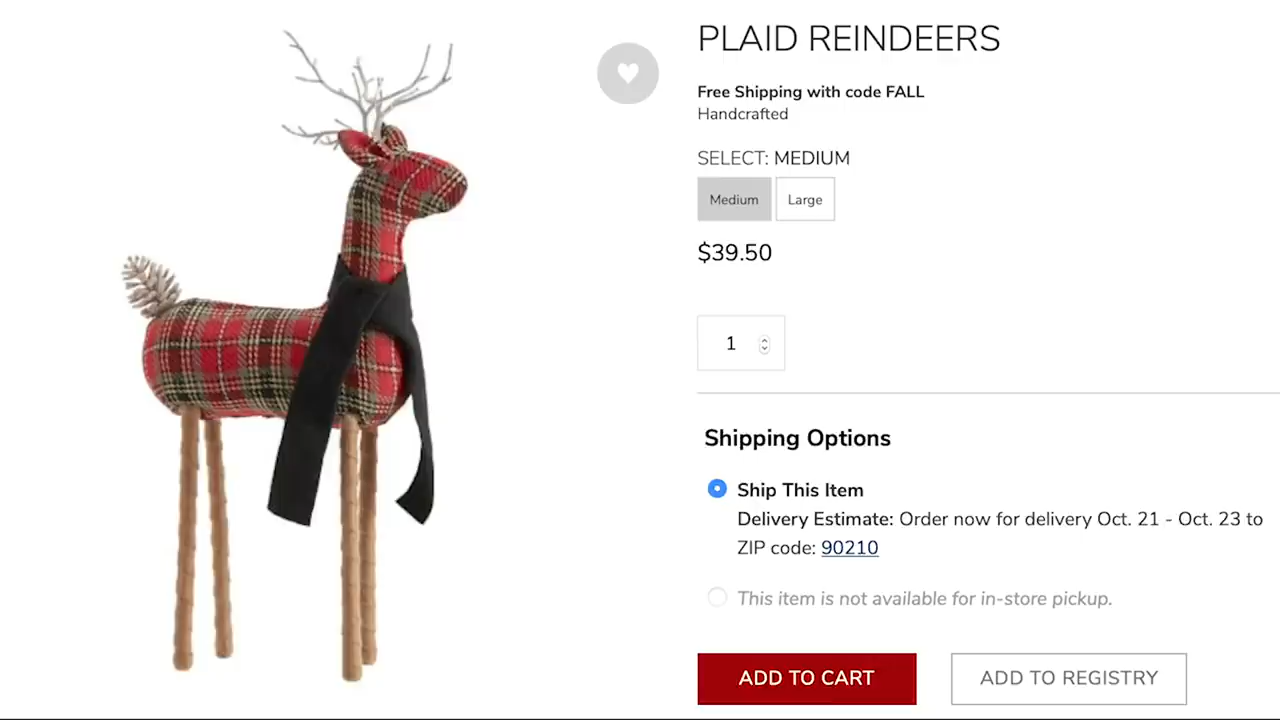 PLAID REINDEERS
Free Shipping with code FALL
Handcrafted
SELECT: MEDIUM
Medium Large
$39.50
1
Shipping Options
Ship This Item
Delivery Estimate: Order now for delivery Oct. 21 - Oct. 23 to
ZIP code: 90210
This item is not available for in-store pickup.
ADD TO CART ADD TO REGISTRY